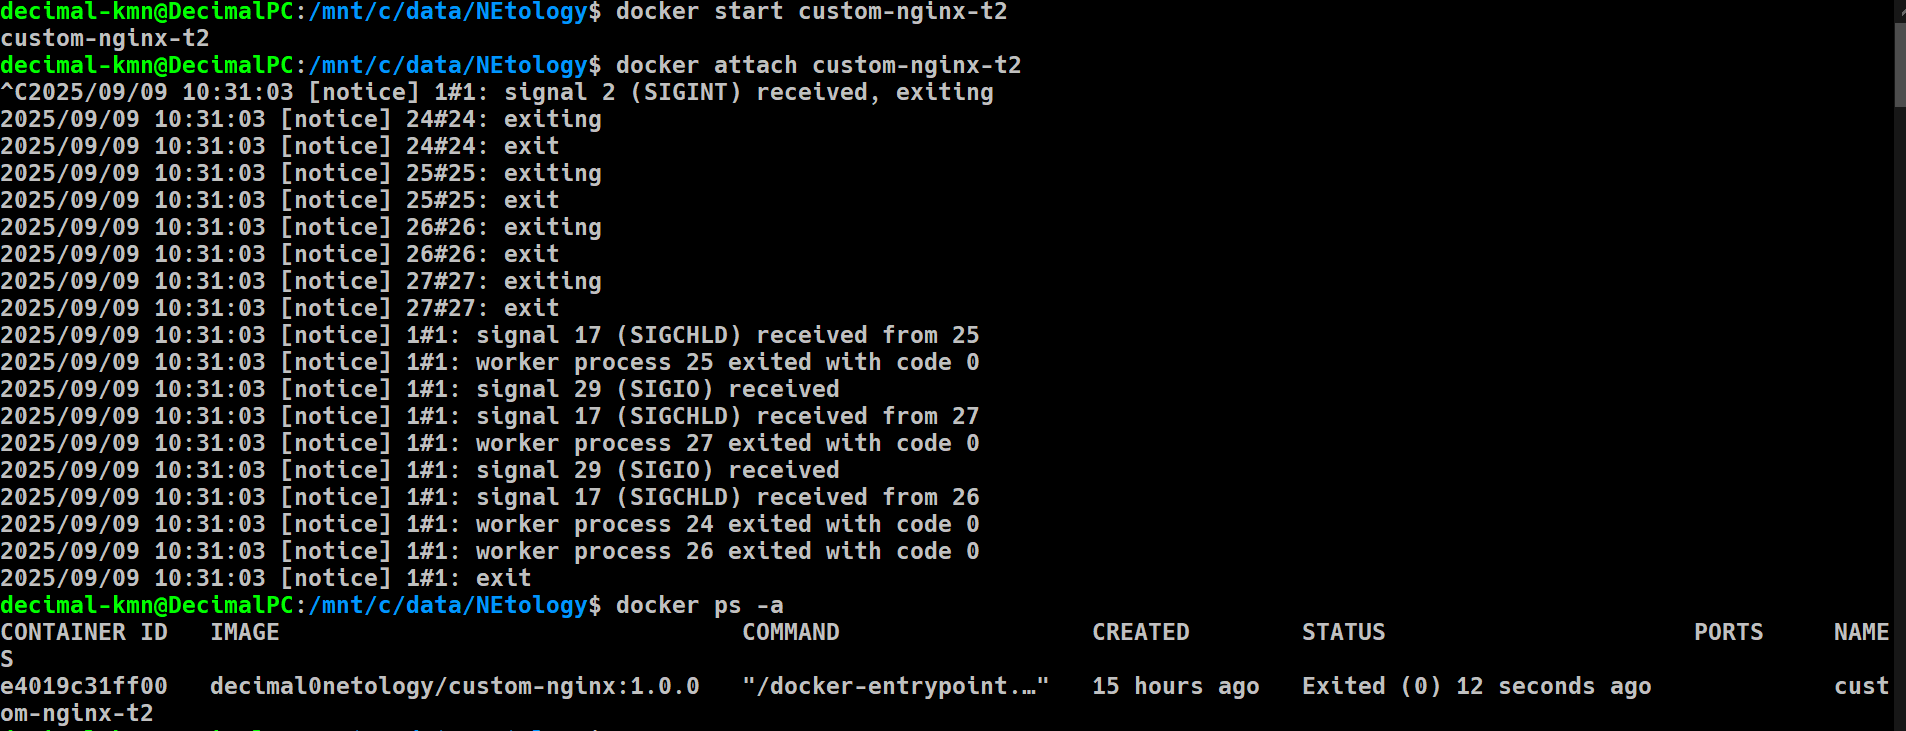 decimal-kmn@DecimalPC:/mnt/c/data/NEtology$ docker start custom-nginx-t2
custom-nginx-t2
decimal-kmn@DecimalPC:/mnt/c/data/NEtology$ docker attach custom-nginx-t2
^C2025/09/09 10:31:03 [notice] 1#1: signal 2 (SIGINT) received, exiting
2025/09/09 10:31:03 [notice] 24#24: exiting
2025/09/09 10:31:03 [notice] 24#24: exit
2025/09/09 10:31:03 [notice] 25#25: exiting
2025/09/09 10:31:03 [notice] 25#25: exit
2025/09/09 10:31:03 [notice] 26#26: exiting
2025/09/09 10:31:03 [notice] 26#26: exit
2025/09/09 10:31:03 [notice] 27#27: exiting
2025/09/09 10:31:03 [notice] 27#27: exit
2025/09/09 10:31:03 [notice] 1#1: signal 17 (SIGCHLD) received from 25
2025/09/09 10:31:03 [notice] 1#1: worker process 25 exited with code 0
2025/09/09 10:31:03 [notice] 1#1: signal 29 (SIGIO) received
2025/09/09 10:31:03 [notice] 1#1: signal 17 (SIGCHLD) received from 27
2025/09/09 10:31:03 [notice] 1#1: worker process 27 exited with code 0
2025/09/09 10:31:03 [notice] 1#1: signal 29 (SIGIO) received
2025/09/09 10:31:03 [notice] 1#1: signal 17 (SIGCHLD) received from 26
2025/09/09 10:31:03 [notice] 1#1: worker process 24 exited with code 0
2025/09/09 10:31:03 [notice] 1#1: worker process 26 exited with code 0
2025/09/09 10:31:03 [notice] 1#1: exit
decimal-kmn@DecimalPC:/mnt/c/data/NEtology$ docker ps -a
CONTAINER ID   IMAGE                                 COMMAND                  CREATED        STATUS                      PORTS     NAME
S
e4019c31ff00   decimal0netology/custom-nginx:1.0.0   "/docker-entrypoint.…"   15 hours ago   Exited (0) 12 seconds ago             cust
om-nginx-t2